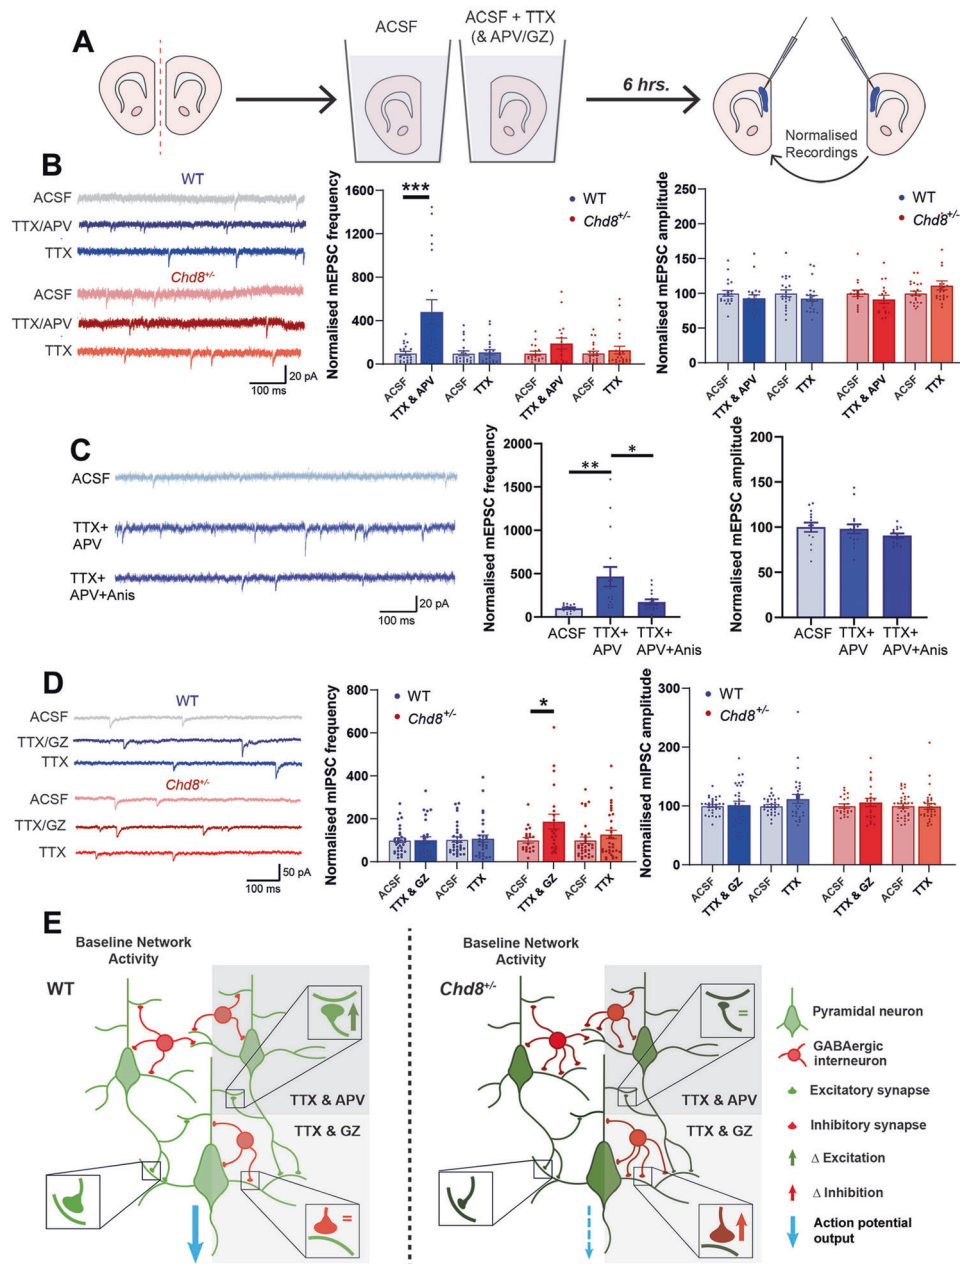 A
ACSF
ACSF + TTX
(& APV/GZ)
6 hrs.
Normalised
Recordings
B
WT
ACSF
TTX/APV
TTX
Chd8+/-
ACSF
TTX/APV
TTX
20 pA
100 ms
Normalised mEPSC frequency
1600
1200
800
400
0
***
WT
Chd8+/-
ACSF
TTX & APV
ACSF
TTX
ACSF
TTX & APV
ACSF
TTX
Normalised mEPSC amplitude
250
200
150
100
50
0
WT
Chd8+/-
ACSF
TTX & APV
ACSF
TTX
ACSF
TTX & APV
ACSF
TTX
C
ACSF
TTX+
APV
TTX+
APV+Anis
20 pA
100 ms
Normalised mEPSC frequency
2000
1500
1000
500
0
**
*
ACSF
TTX+
APV
TTX+
APV+Anis
Normalised mEPSC amplitude
200
150
100
50
0
ACSF
TTX+
APV
TTX+
APV+Anis
D
WT
ACSF
TTX/GZ
TTX
Chd8+/-
ACSF
TTX/GZ
TTX
50 pA
100 ms
Normalised mIPSC frequency
800
600
400
200
0
*
WT
Chd8+/-
ACSF
TTX & GZ
ACSF
TTX
ACSF
TTX & GZ
ACSF
TTX
Normailised mIPSC amplitude
300
200
100
0
WT
Chd8+/-
ACSF
TTX & GZ
ACSF
TTX
ACSF
TTX & GZ
ACSF
TTX
E
Baseline Network
Activity
WT
TTX & APV
TTX & GZ
=
Baseline Network
Activity
Chd8+/-
=
TTX & APV
TTX & GZ
Pyramidal neuron
GABAergic
interneuron
Excitatory synapse
Inhibitory synapse
Δ Excitation
Δ Inhibition
Action potential
output